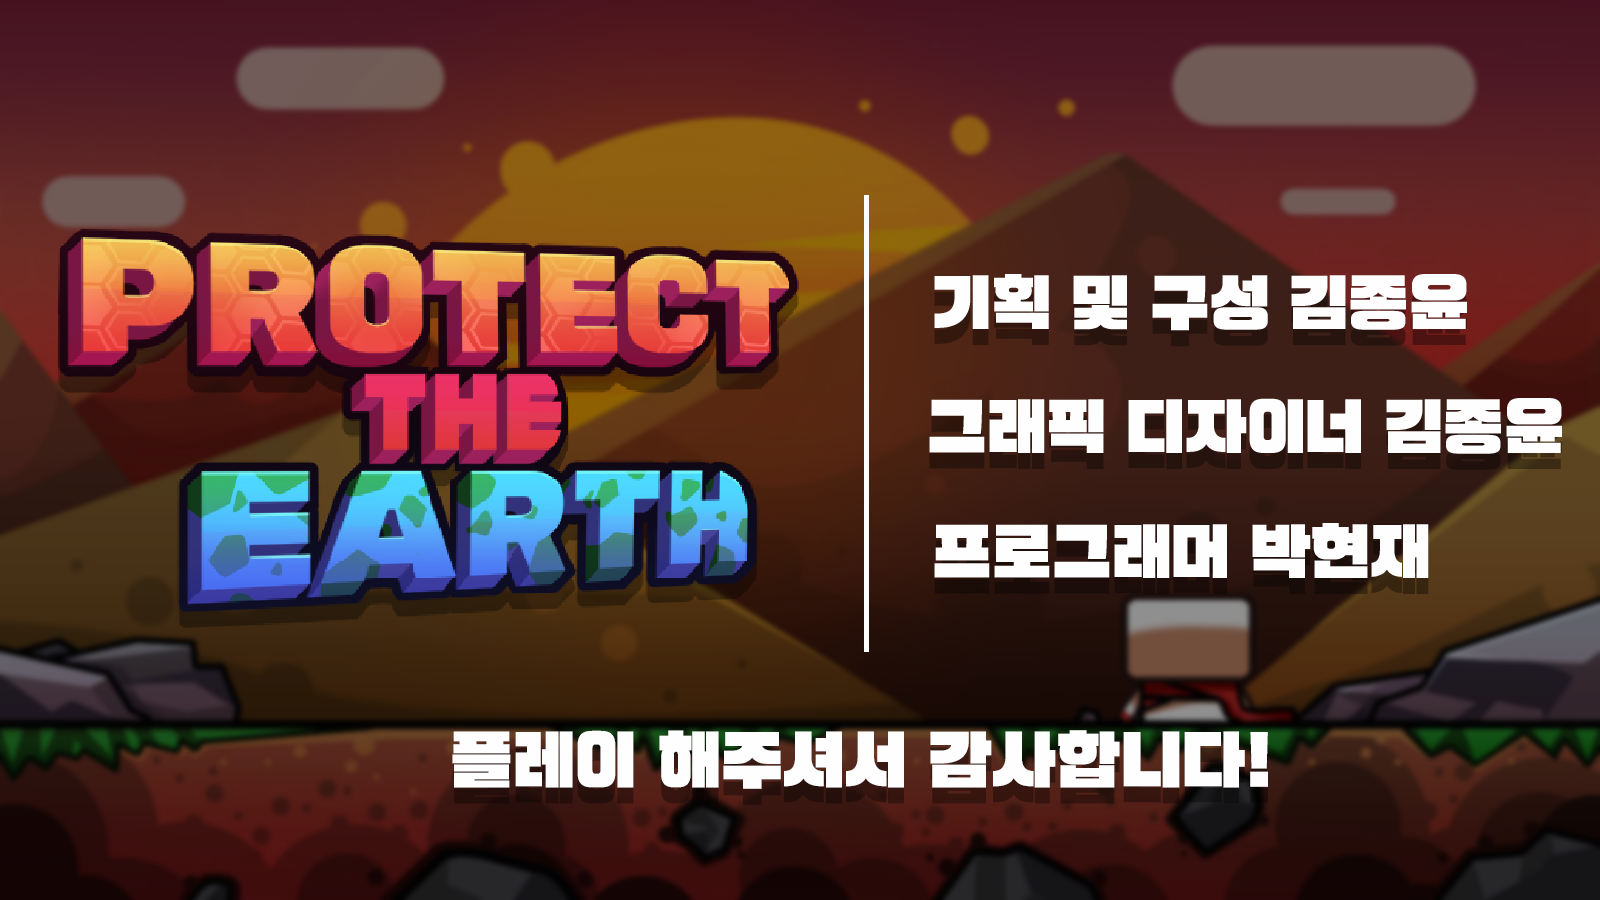 PROTECT
THE
EARTH
기획 및 구성 김종윤
그래픽 디자이너 김종윤
프로그래머 박현재
플레이 해주셔서 감사합니다!